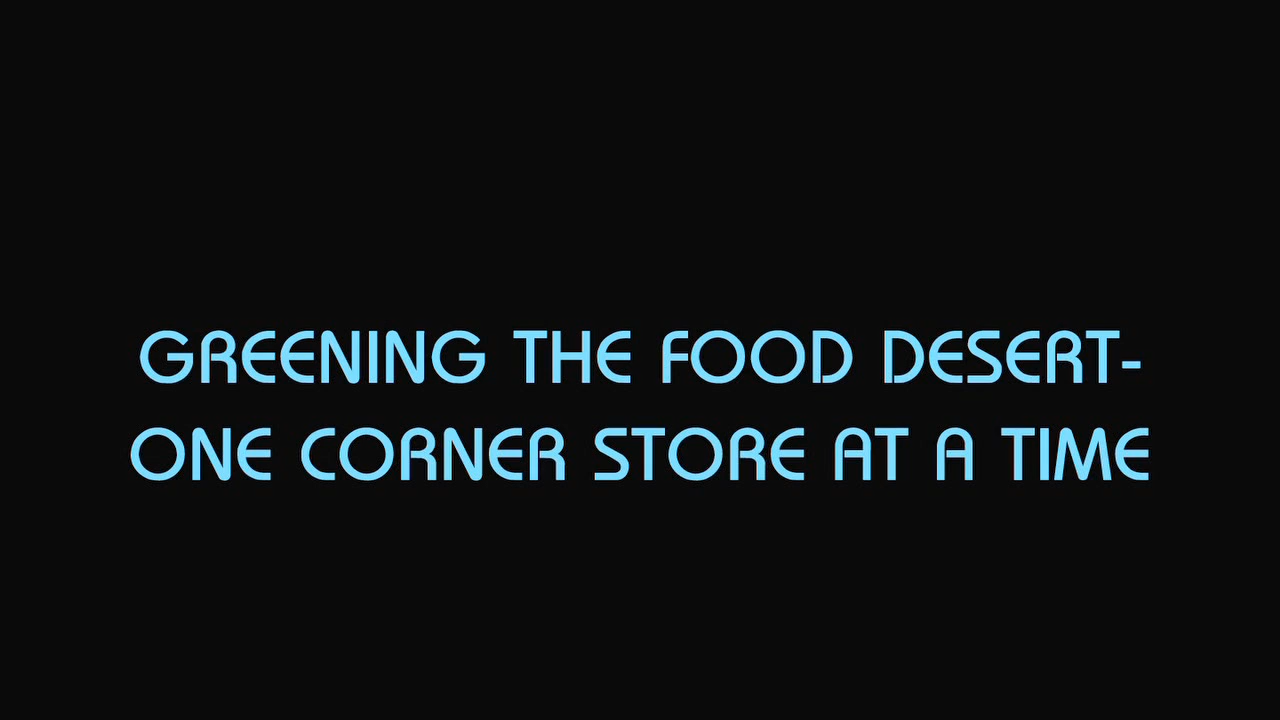 GREENING THE FOOD DESERT-
ONE CORNER STORE AT A TIME